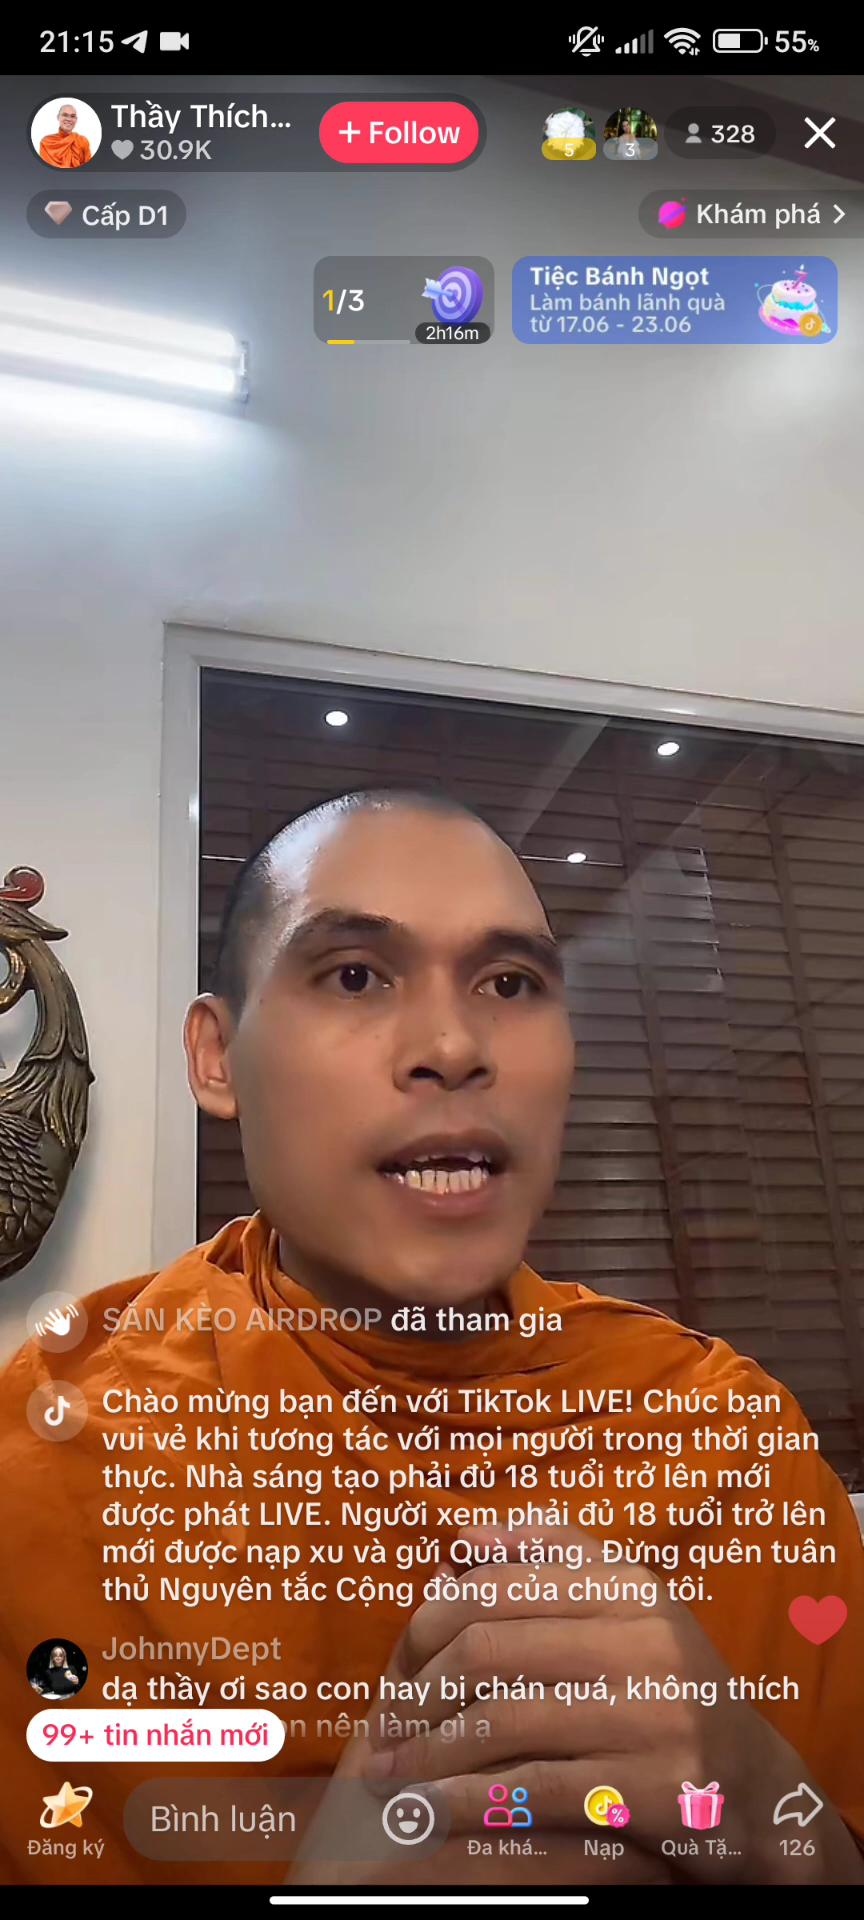 21:15
55%
Thầy Thích...
30.9K
+ Follow
5
3
328
Cấp D1
Khám phá
1/3
2h16m
Tiệc Bánh Ngọt
Làm bánh lãnh quà
từ 17.06 - 23.06
SĂN KÈO AIRDROP đã tham gia
Chào mừng bạn đến với TikTok LIVE! Chúc bạn
vui vẻ khi tương tác với mọi người trong thời gian
thực. Nhà sáng tạo phải đủ 18 tuổi trở lên mới
được phát LIVE. Người xem phải đủ 18 tuổi trở lên
mới được nạp xu và gửi Quà tặng. Đừng quên tuân
thủ Nguyên tắc Cộng đồng của chúng tôi.
JohnnyDept
dạ thầy ơi sao con hay bị chán quá, không thích
nên làm gì ạ
99+ tin nhắn mới
Bình luận
Đăng ký
Đa khá...
Nạp
Quà Tặ...
126